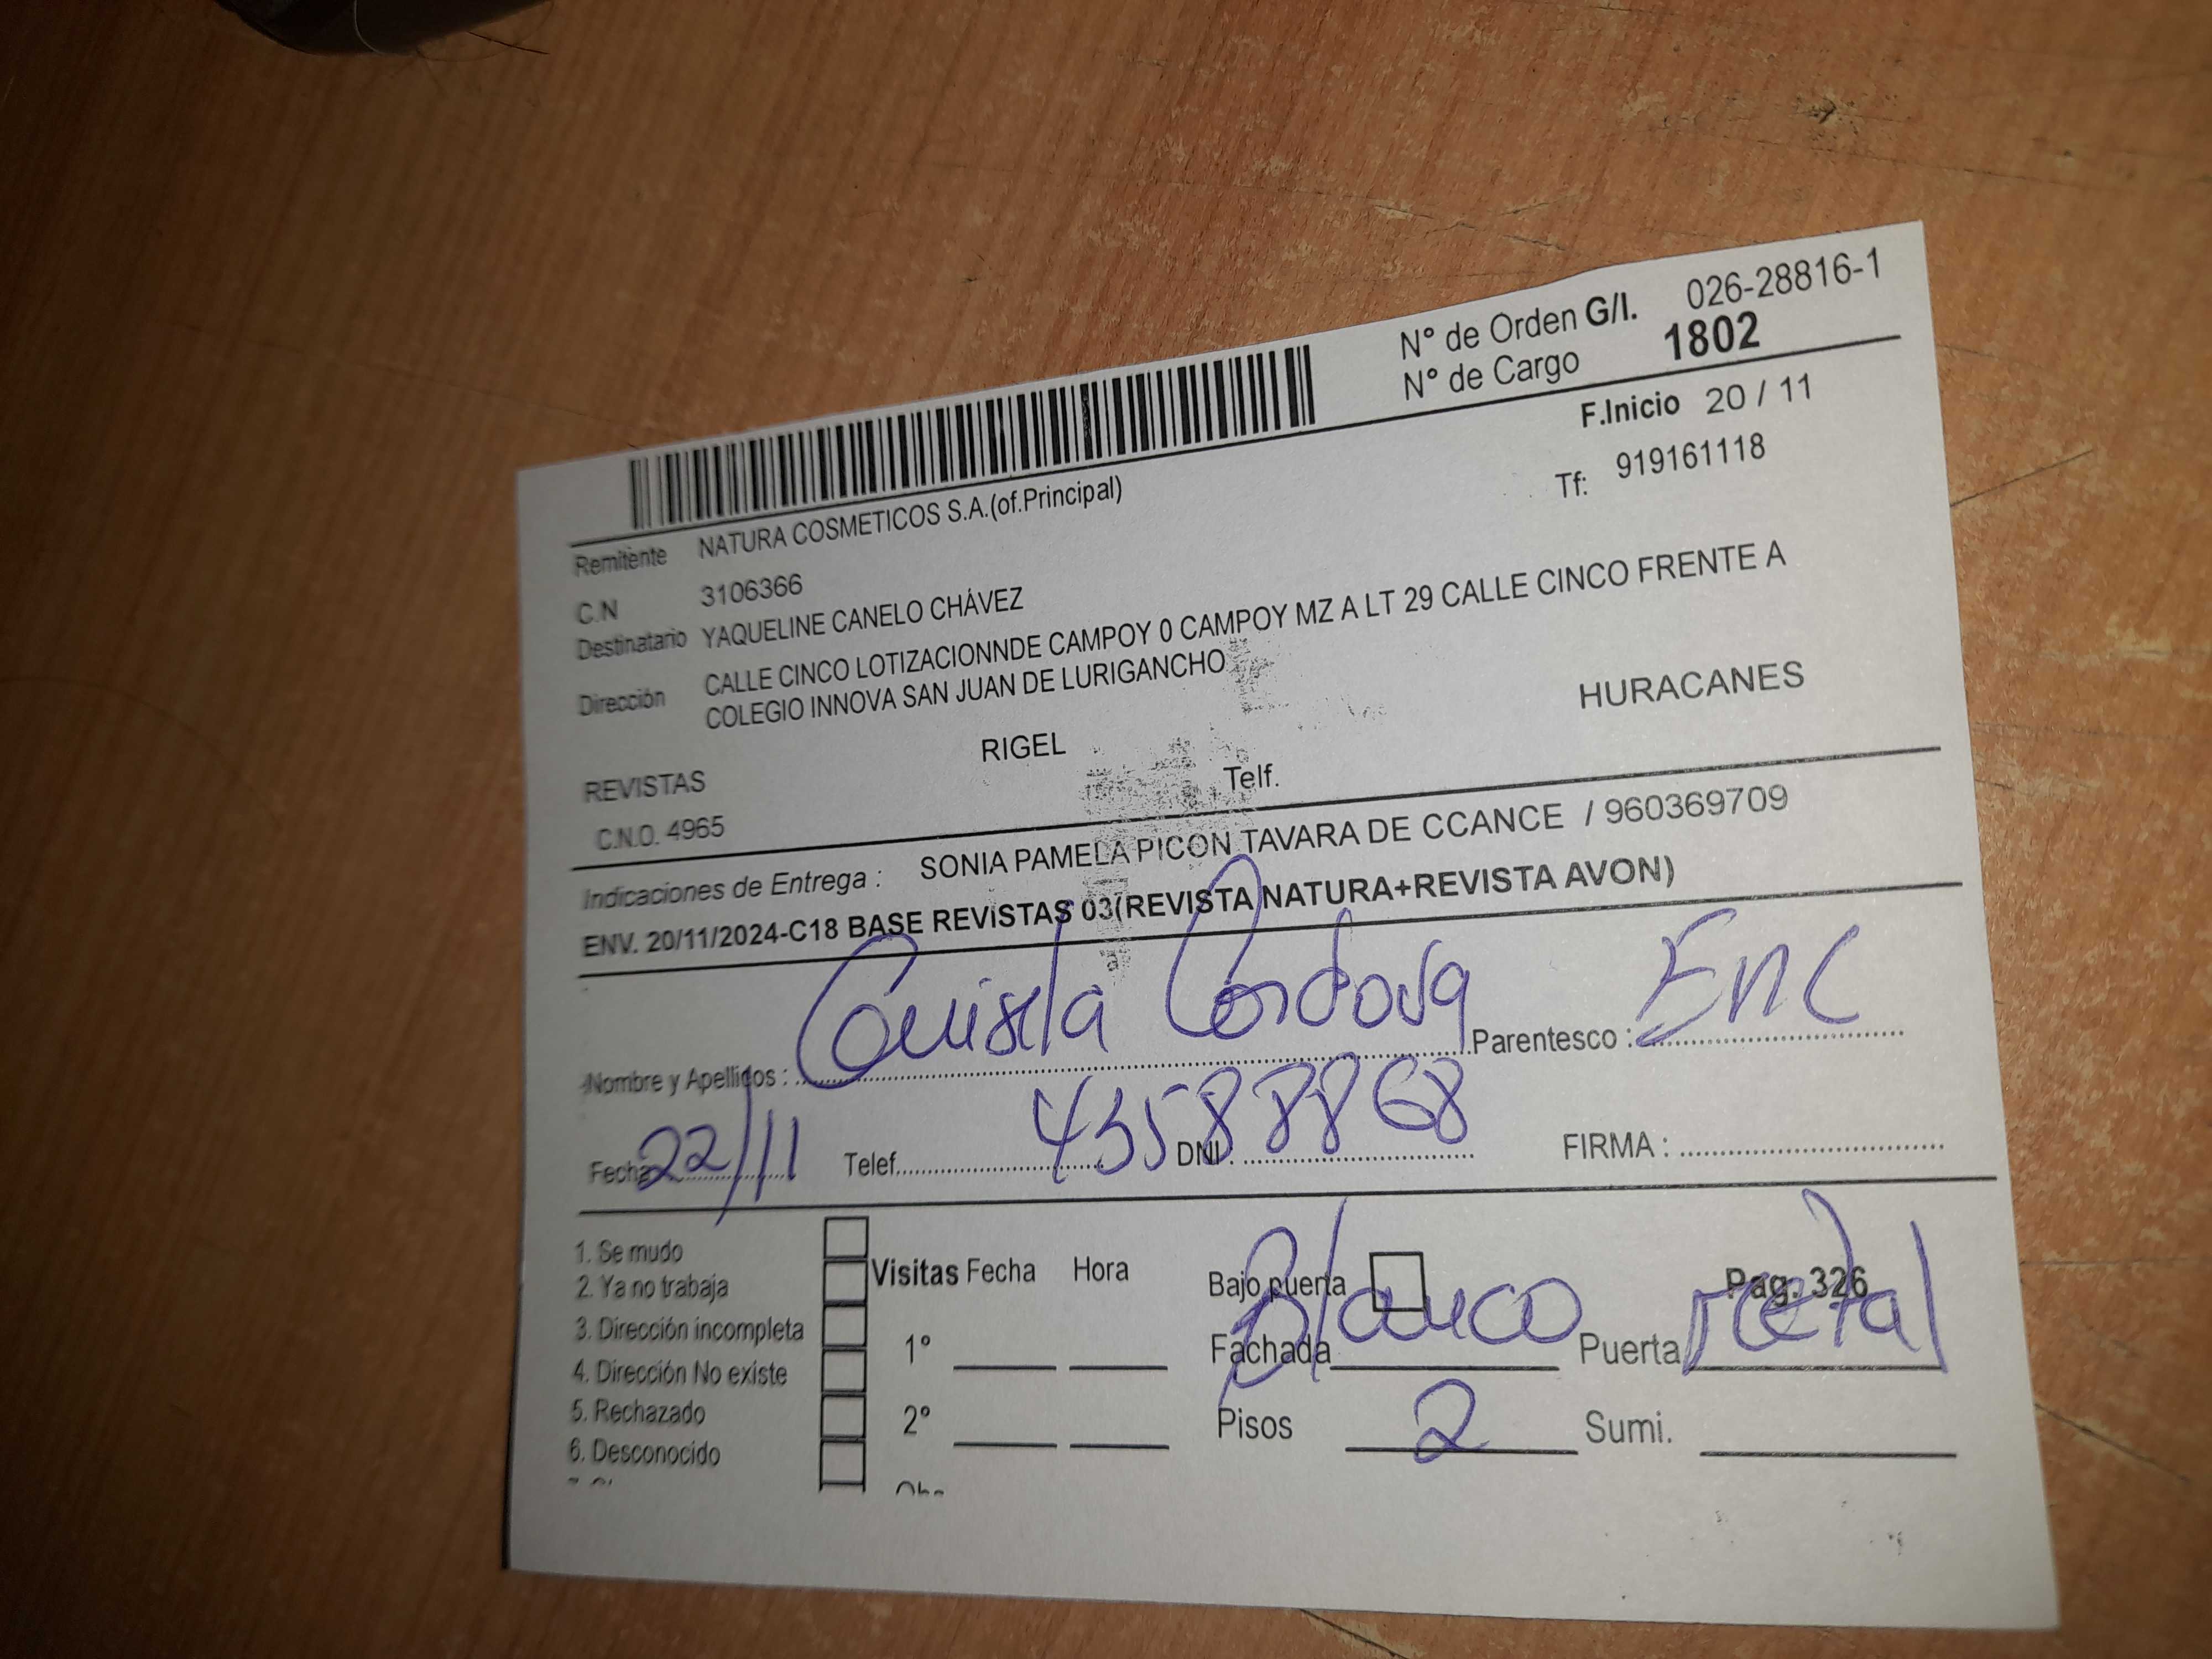 N° de Orden G/I. 026-28816-1
N° de Cargo 1802
F.Inicio 20 / 11
Tf: 919161118
Remitente NATURA COSMETICOS S.A.(of.Principal)
C.N 3106366
Destinatario YAQUELINE CANELO CHÁVEZ
Dirección CALLE CINCO LOTIZACIONNDE CAMPOY 0 CAMPOY MZ A LT 29 CALLE CINCO FRENTE A
COLEGIO INNOVA SAN JUAN DE LURIGANCHO
REVISTAS RIGEL HURACANES
C.N.O. 4965 Telf.
Indicaciones de Entrega : SONIA PAMELA PICON TAVARA DE CCANCE / 960369709
ENV. 20/11/2024-C18 BASE REVISTAS 03(REVISTA NATURA+REVISTA AVON)
Nombre y Apellidos : Cordova Parentesco : Enc
Fecha 22/11 Telef. DNI : 43588868 FIRMA :
1. Se mudo
2. Ya no trabaja
3. Dirección incompleta
4. Dirección No existe
5. Rechazado
6. Desconocido
Visitas Fecha Hora
1°
2°
Bajo puerta Pag. 326
Fachada Blanco Puerta metal
Pisos 2 Sumi.